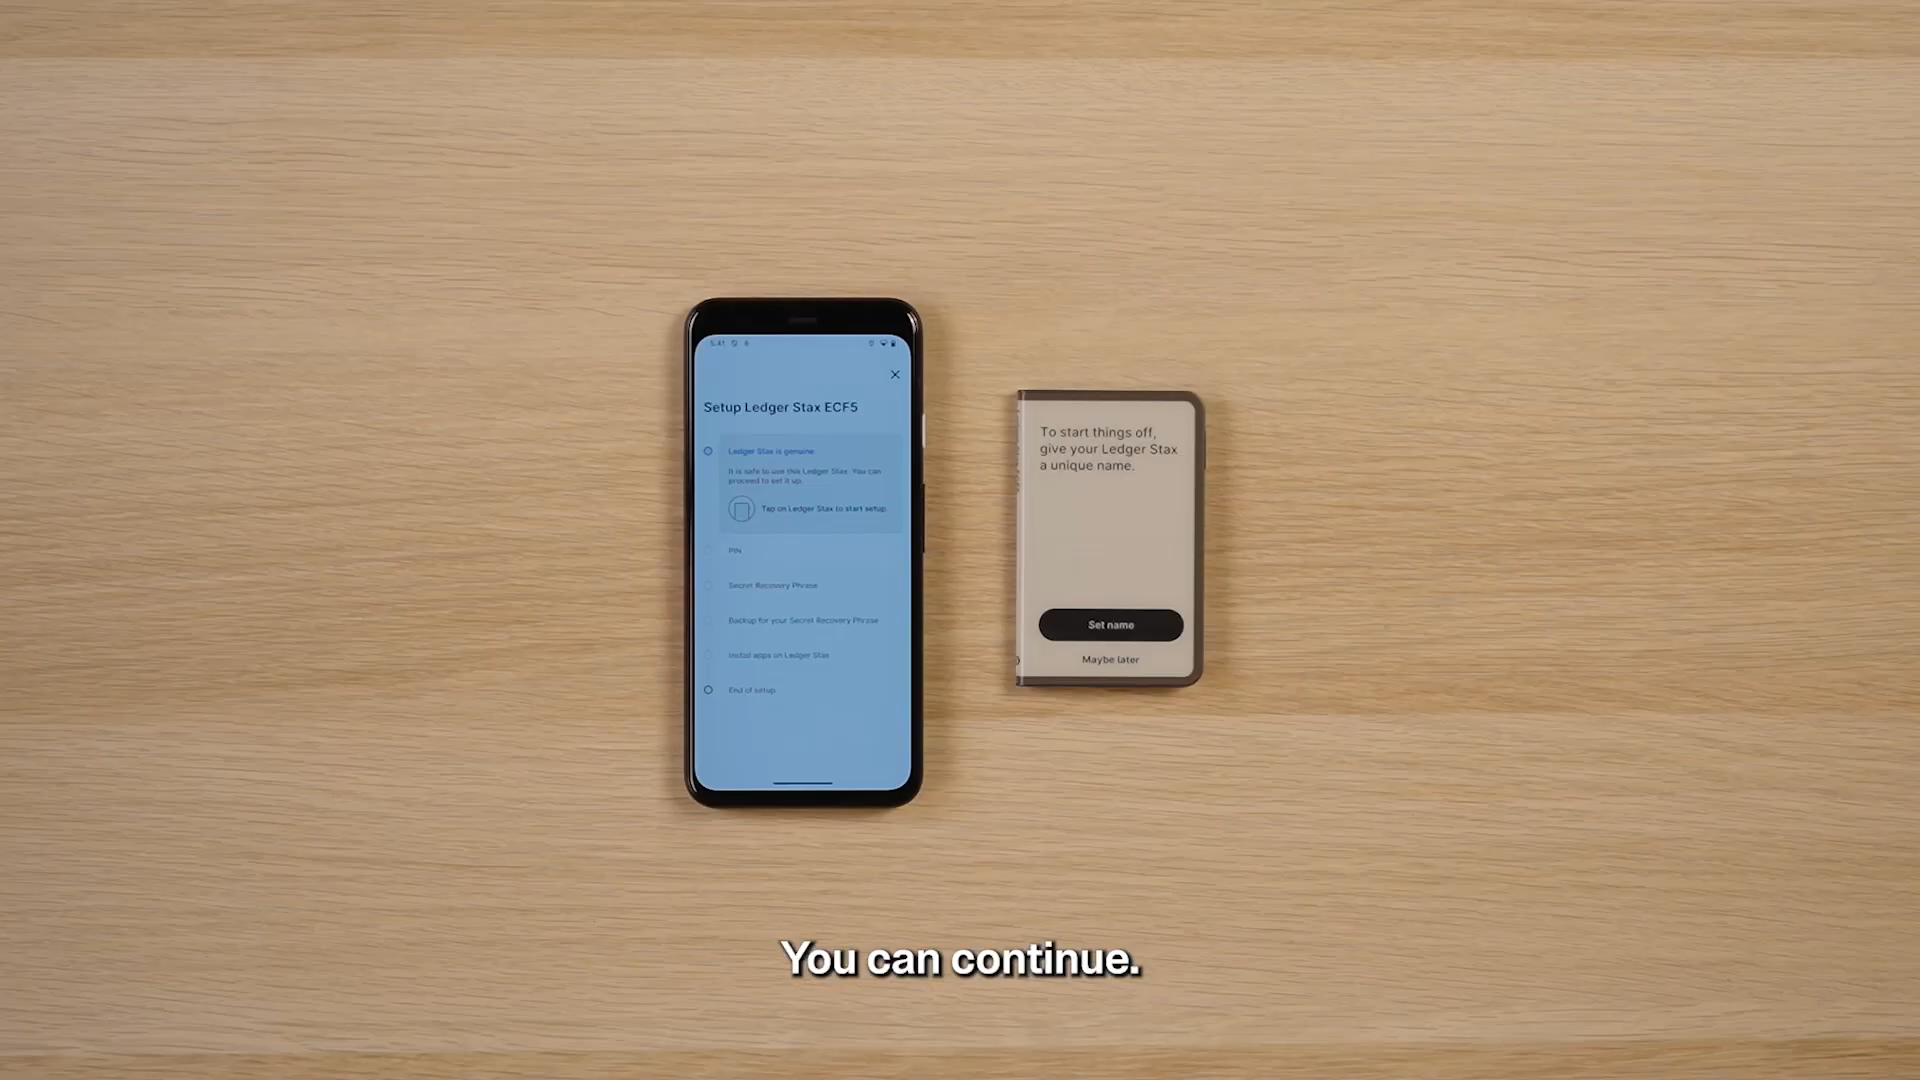 5:41
Setup Ledger Stax ECF5
Ledger Stax is genuine
It is safe to use this Ledger Stax. You can
proceed to set it up.
Tap on Ledger Stax to start setup.
PIN
Secret Recovery Phrase
Backup for your Secret Recovery Phrase
Install apps on Ledger Stax
End of setup
To start things off,
give your Ledger Stax
a unique name.
Set name
Maybe later
You can continue.